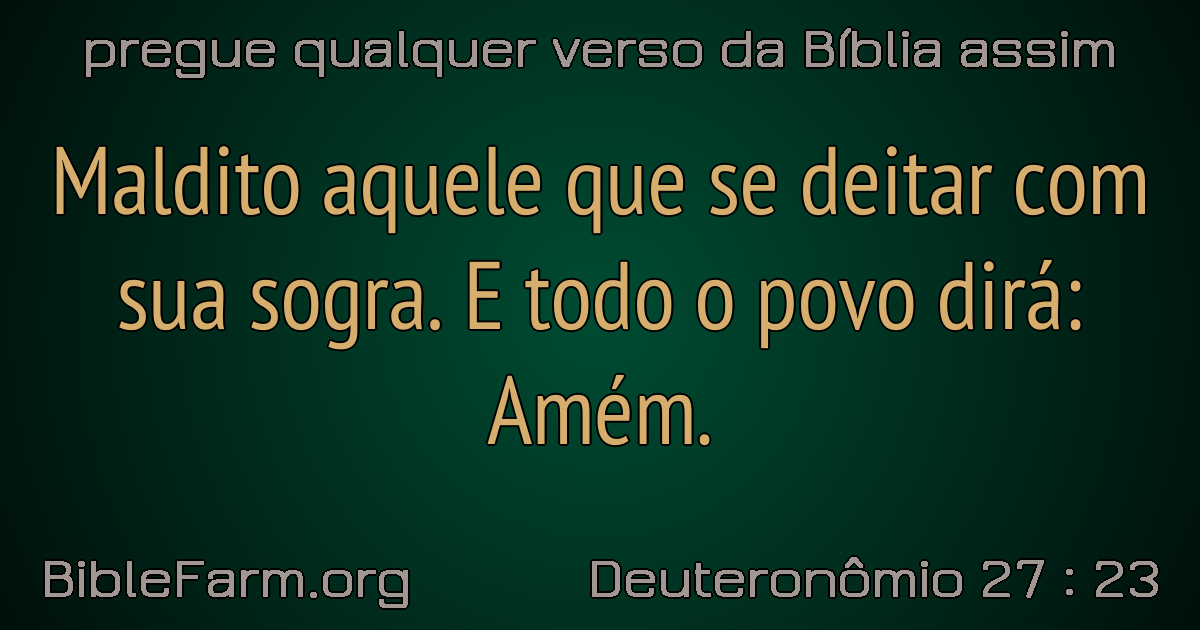 pregue qualquer verso da Bíblia assim
Maldito aquele que se deitar com
sua sogra. E todo o povo dirá:
Amém.
BibleFarm.org
Deuteronômio 27 : 23